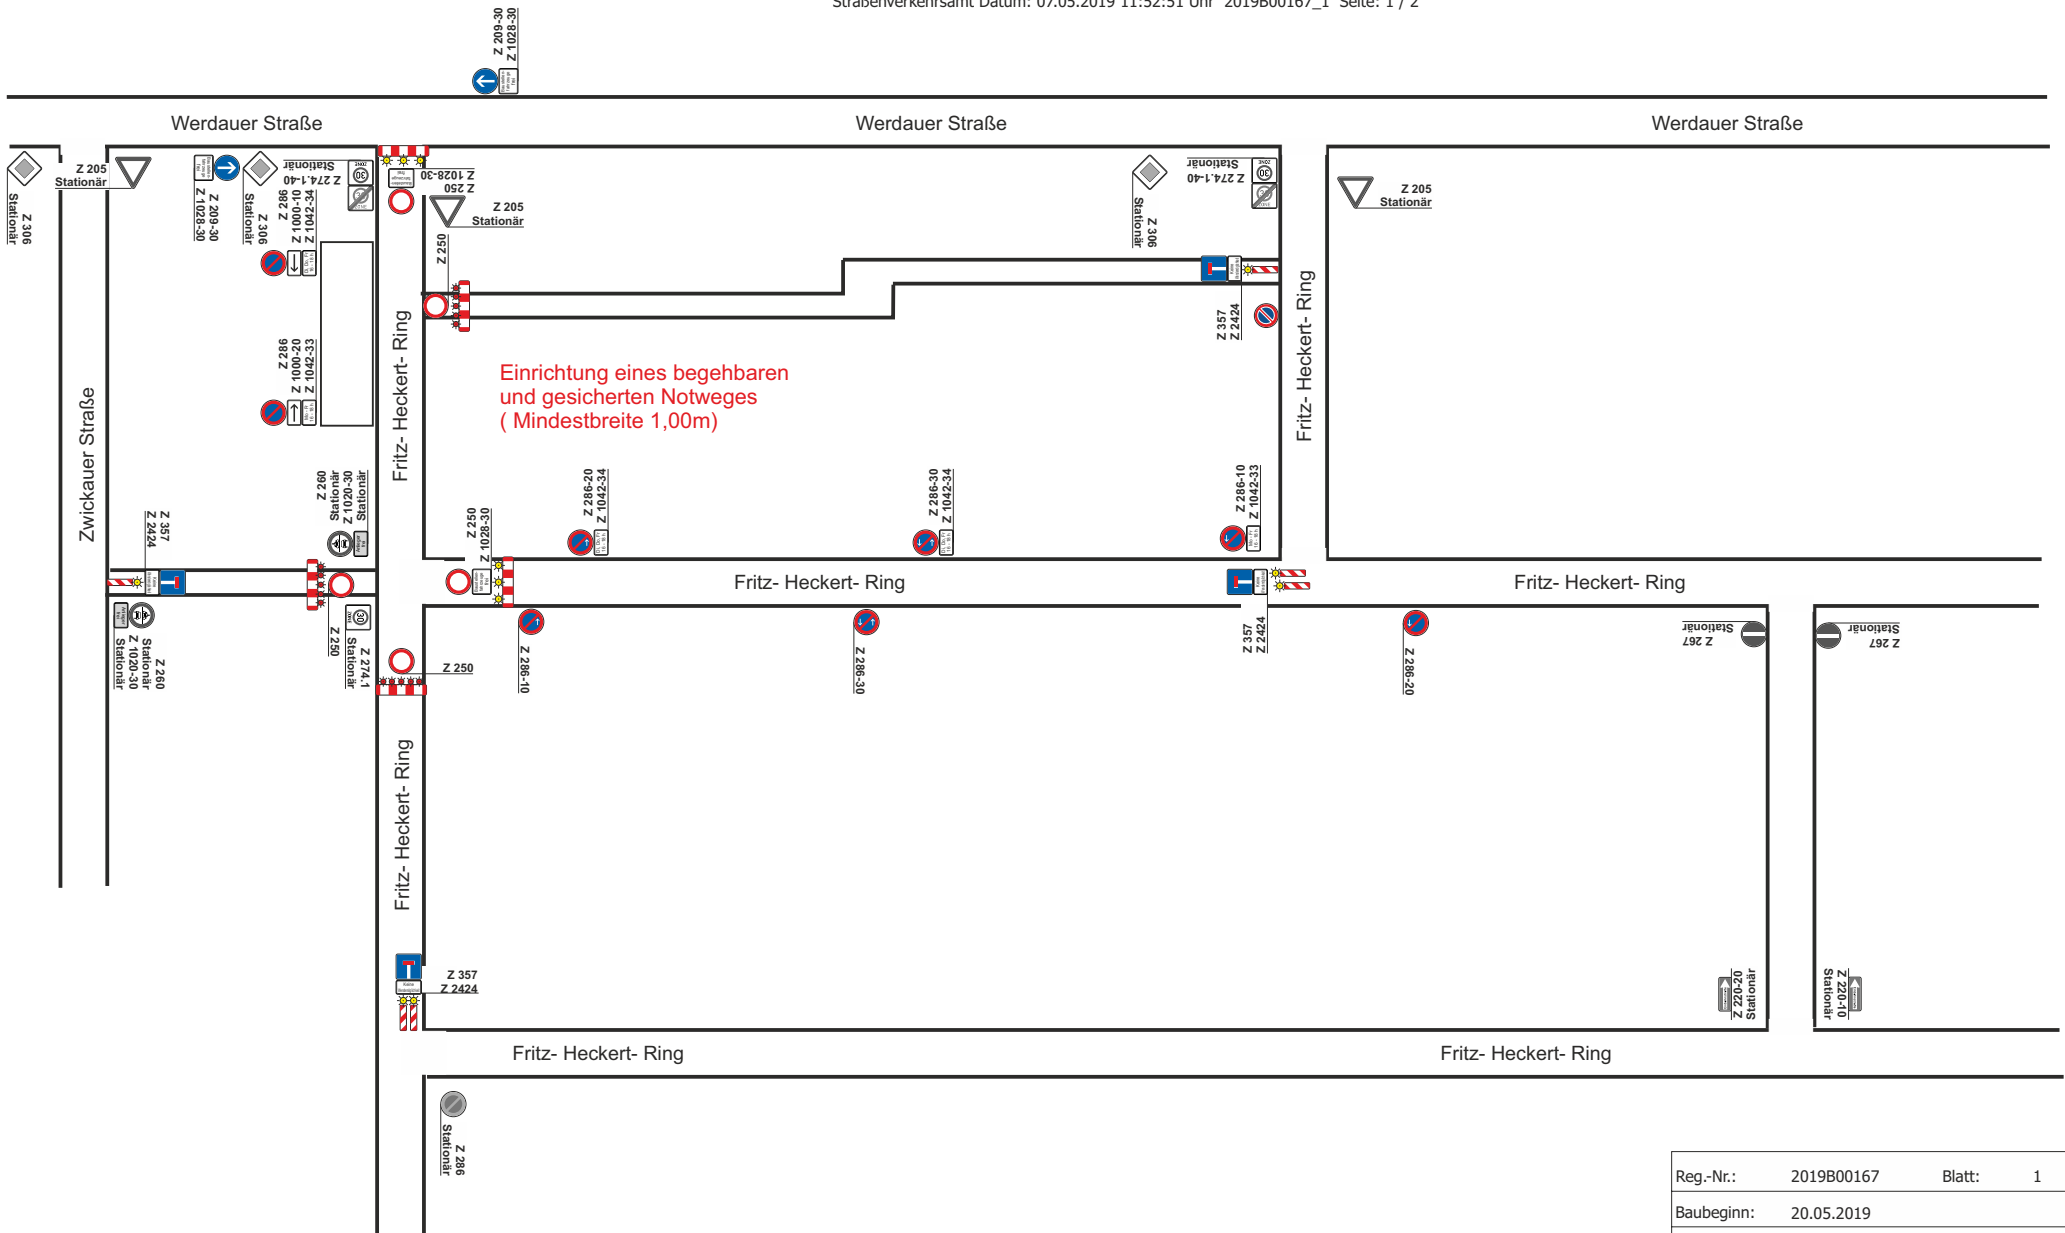 Straßenverkehrsamt Datum: 07.05.2019 11:52:51 Uhr 2019B00167_1 Seite: 1 / 2
Z 209-30
Z 1028-30
Werdauer Straße
Werdauer Straße
Werdauer Straße
Z 306
Stationär
Z 205
Stationär
Z 209-30
Z 1028-30
Z 306
Stationär
Z 274.1-40
Stationär
Z 286
Z 1000-10
Z 1042-34
Z 250
Z 1028-30
Z 205
Stationär
Z 250
Z 306
Stationär
Z 274.1-40
Stationär
Z 205
Stationär
Z 357
Z 2424
Z 286
Z 1000-20
Z 1042-33
Zwickauer Straße
Fritz- Heckert- Ring
Fritz- Heckert- Ring
Einrichtung eines begehbaren
und gesicherten Notweges
( Mindestbreite 1,00m)
Z 260
Stationär
Z 1020-30
Stationär
Z 357
Z 2424
Z 250
Z 1028-30
Z 286-20
Z 1042-34
Z 286-30
Z 1042-34
Z 286-10
Z 1042-33
Fritz- Heckert- Ring
Fritz- Heckert- Ring
Z 260
Stationär
Z 1020-30
Stationär
Z 250
Z 274.1
Stationär
Z 250
Z 286-10
Z 286-30
Z 357
Z 2424
Z 286-20
Z 267
Stationär
Z 267
Stationär
Fritz- Heckert- Ring
Z 357
Z 2424
Z 220-20
Stationär
Z 220-10
Stationär
Fritz- Heckert- Ring
Fritz- Heckert- Ring
Z 286
Stationär
Reg.-Nr.: 2019B00167 Blatt: 1
Baubeginn: 20.05.2019